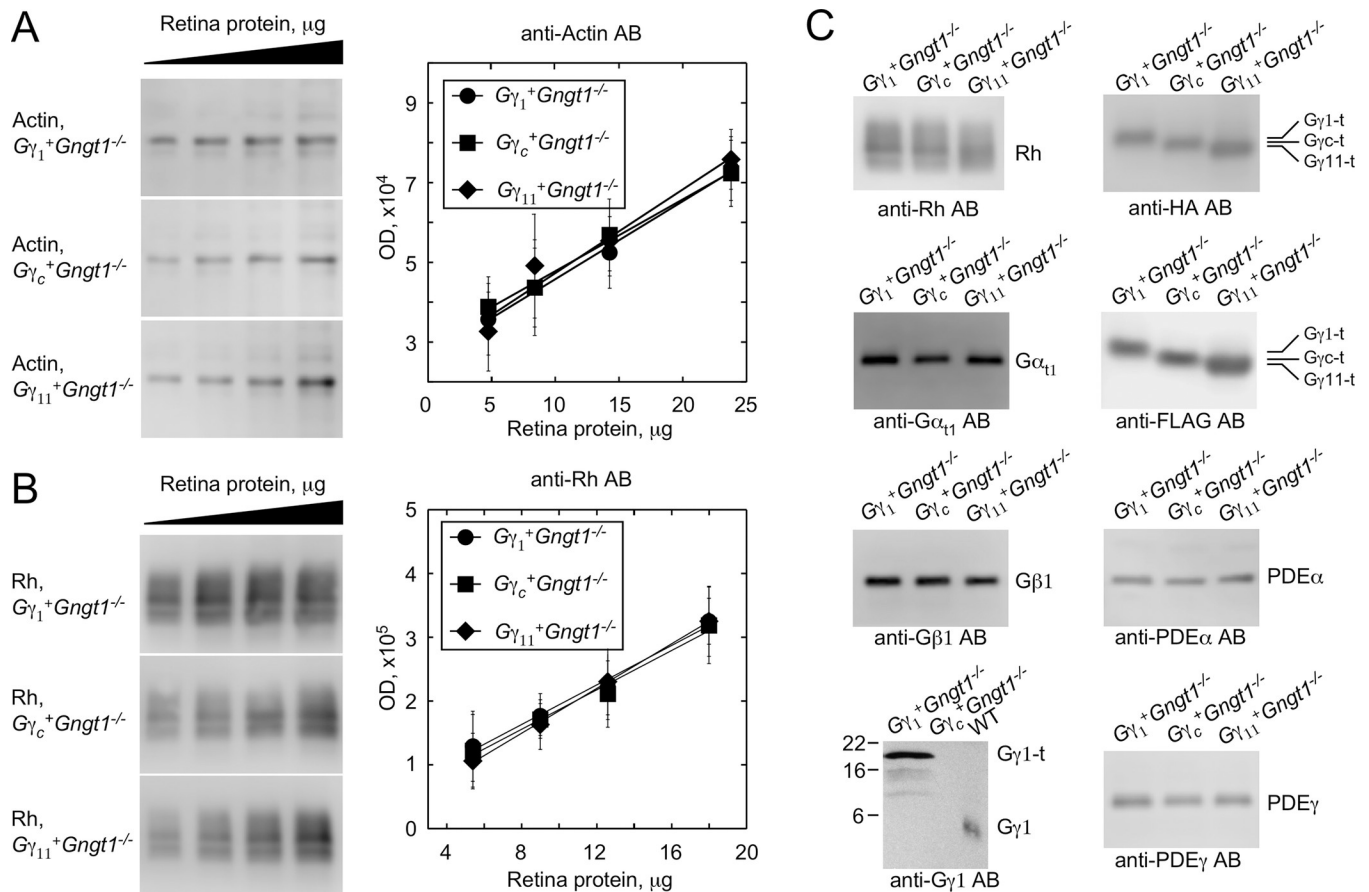 A
Retina protein, μg
Actin,
Gγ₁⁺Gngt1⁻/⁻
Actin,
Gγc⁺Gngt1⁻/⁻
Actin,
Gγ₁₁⁺Gngt1⁻/⁻
anti-Actin AB
Gγ₁⁺Gngt1⁻/⁻
Gγc⁺Gngt1⁻/⁻
Gγ₁₁⁺Gngt1⁻/⁻
OD, x10⁴
9
7
5
3
0 5 10 15 20 25
Retina protein, μg
B
Retina protein, μg
Rh,
Gγ₁⁺Gngt1⁻/⁻
Rh,
Gγc⁺Gngt1⁻/⁻
Rh,
Gγ₁₁⁺Gngt1⁻/⁻
anti-Rh AB
Gγ₁⁺Gngt1⁻/⁻
Gγc⁺Gngt1⁻/⁻
Gγ₁₁⁺Gngt1⁻/⁻
OD, x10⁵
5
4
3
2
1
0
4 8 12 16 20
Retina protein, μg
C
Gγ₁⁺Gngt1⁻/⁻
Gγc⁺Gngt1⁻/⁻
Gγ₁₁⁺Gngt1⁻/⁻
Rh
anti-Rh AB
Gγ₁⁺Gngt1⁻/⁻
Gγc⁺Gngt1⁻/⁻
Gγ₁₁⁺Gngt1⁻/⁻
Gγ1-t
Gγc-t
Gγ11-t
anti-HA AB
Gγ₁⁺Gngt1⁻/⁻
Gγc⁺Gngt1⁻/⁻
Gγ₁₁⁺Gngt1⁻/⁻
Gαt1
anti-Gαt1 AB
Gγ₁⁺Gngt1⁻/⁻
Gγc⁺Gngt1⁻/⁻
Gγ₁₁⁺Gngt1⁻/⁻
Gγ1-t
Gγc-t
Gγ11-t
anti-FLAG AB
Gγ₁⁺Gngt1⁻/⁻
Gγc⁺Gngt1⁻/⁻
Gγ₁₁⁺Gngt1⁻/⁻
Gβ1
anti-Gβ1 AB
Gγ₁⁺Gngt1⁻/⁻
Gγc⁺Gngt1⁻/⁻
Gγ₁₁⁺Gngt1⁻/⁻
PDEα
anti-PDEα AB
Gγ₁⁺Gngt1⁻/⁻
Gγc⁺Gngt1⁻/⁻
WT
22
16
6
Gγ1-t
Gγ1
anti-Gγ1 AB
Gγ₁⁺Gngt1⁻/⁻
Gγc⁺Gngt1⁻/⁻
Gγ₁₁⁺Gngt1⁻/⁻
PDEγ
anti-PDEγ AB